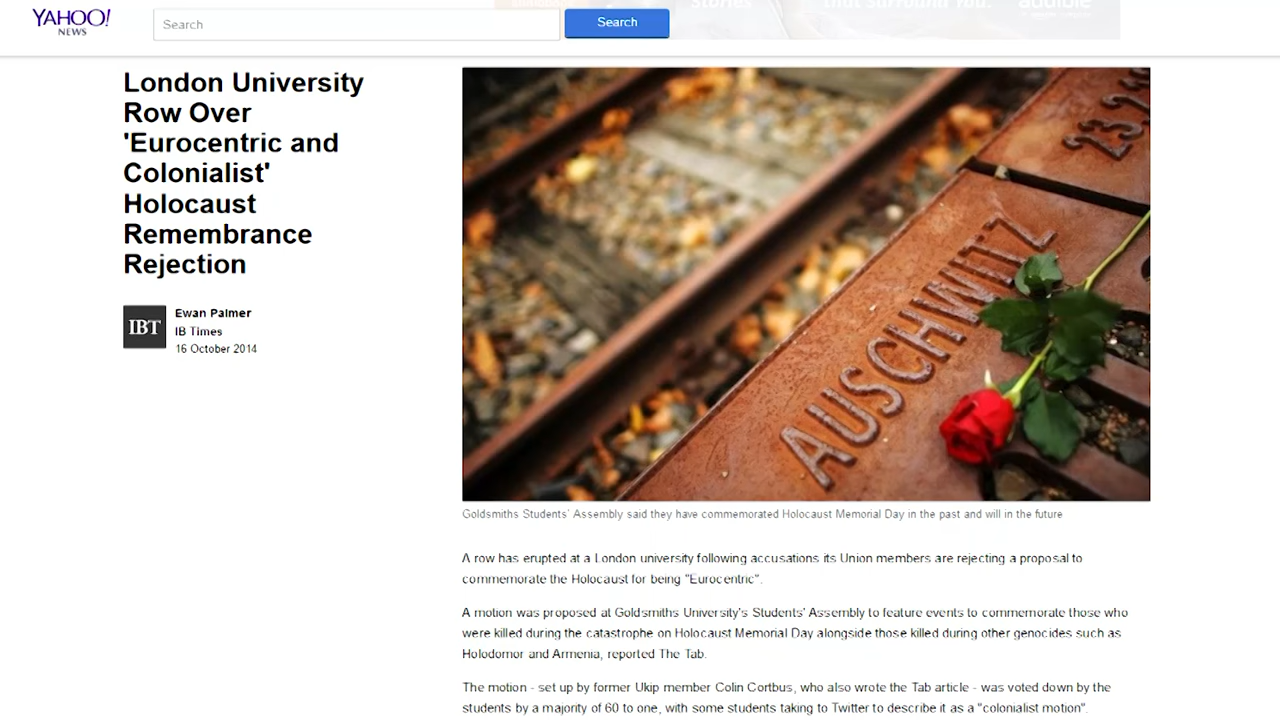 YAHOO!
NEWS
Search
Search
Stories
that Surround You.
audible
London University
Row Over
'Eurocentric and
Colonialist'
Holocaust
Remembrance
Rejection
IBT
Ewan Palmer
IB Times
16 October 2014
AUSCHWITZ
Goldsmiths Students' Assembly said they have commemorated Holocaust Memorial Day in the past and will in the future
A row has erupted at a London university following accusations its Union members are rejecting a proposal to
commemorate the Holocaust for being "Eurocentric".
A motion was proposed at Goldsmiths University's Students' Assembly to feature events to commemorate those who
were killed during the catastrophe on Holocaust Memorial Day alongside those killed during other genocides such as
Holodomor and Armenia, reported The Tab.
The motion - set up by former Ukip member Colin Cortbus, who also wrote the Tab article - was voted down by the
students by a majority of 60 to one, with some students taking to Twitter to describe it as a "colonialist motion".